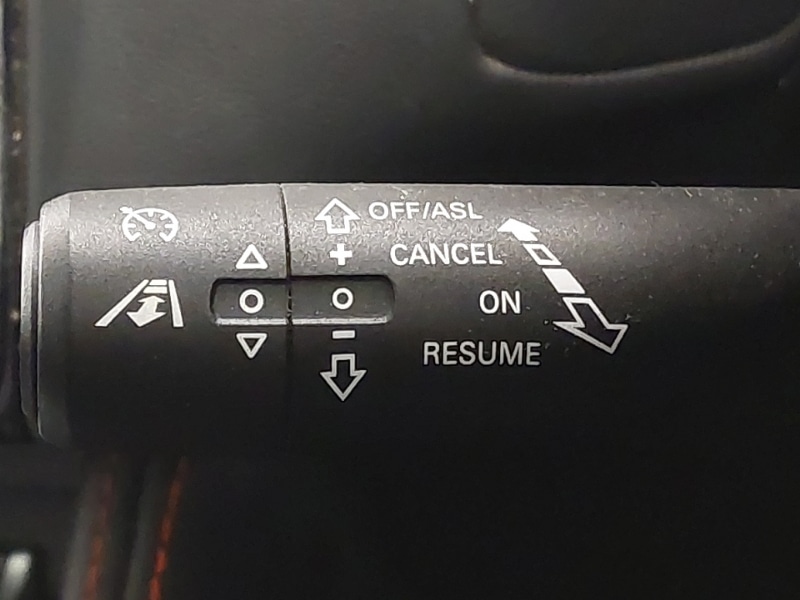 OFF/ASL
+ CANCEL
ON
-
RESUME